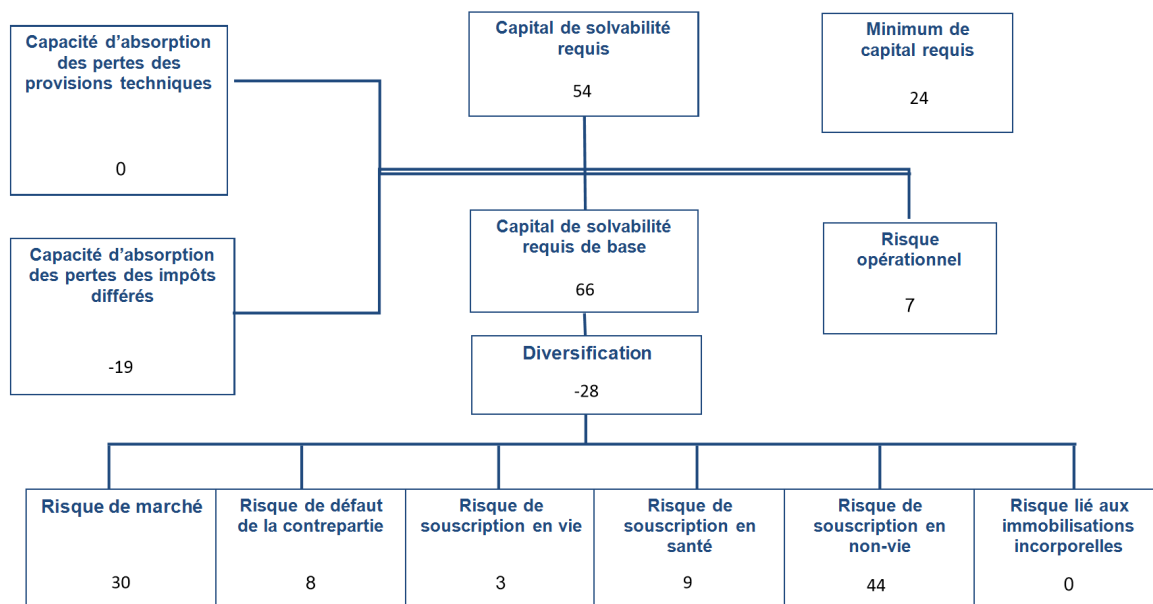 Capacité d'absorption
des pertes des
provisions techniques
0
Capital de solvabilité
requis
54
Minimum de
capital requis
24
Capacité d'absorption
des pertes des impôts
différés
-19
Capital de solvabilité
requis de base
66
Risque
opérationnel
7
Diversification
-28
Risque de marché
30
Risque de défaut
de la contrepartie
8
Risque de
souscription en vie
3
Risque de
souscription en
santé
9
Risque de
souscription en
non-vie
44
Risque lié aux
immobilisations
incorporelles
0